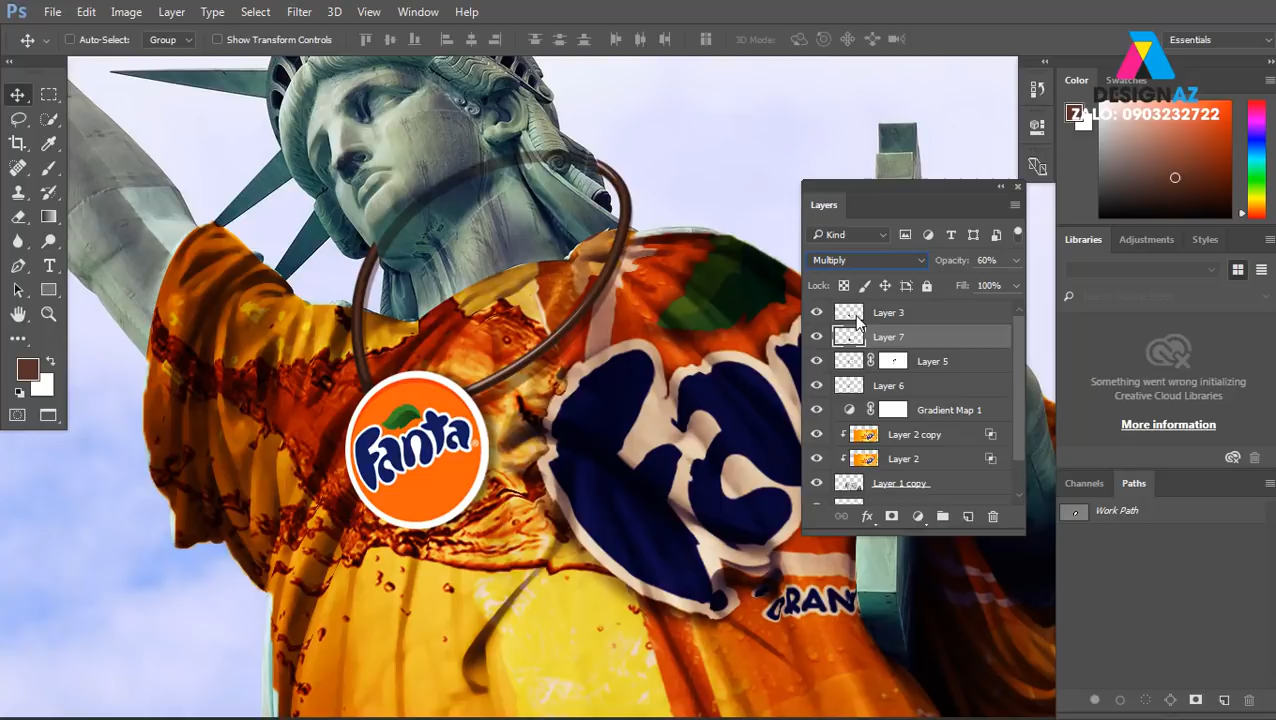 Ps File Edit Image Layer Type Select Filter 3D View Window Help
Auto-Select: Group Show Transform Controls 3D Mode: Essentials
DESIGNAZ
ZALO: 0903232722
Color Swatches
Layers
Kind
Multiply Opacity: 60%
Lock: Fill: 100%
Layer 3
Layer 7
Layer 5
Layer 6
Gradient Map 1
Layer 2 copy
Layer 2
Layer 1 copy
fx
Libraries Adjustments Styles
Something went wrong initializing
Creative Cloud Libraries
More information
Channels Paths
Work Path
Fanta